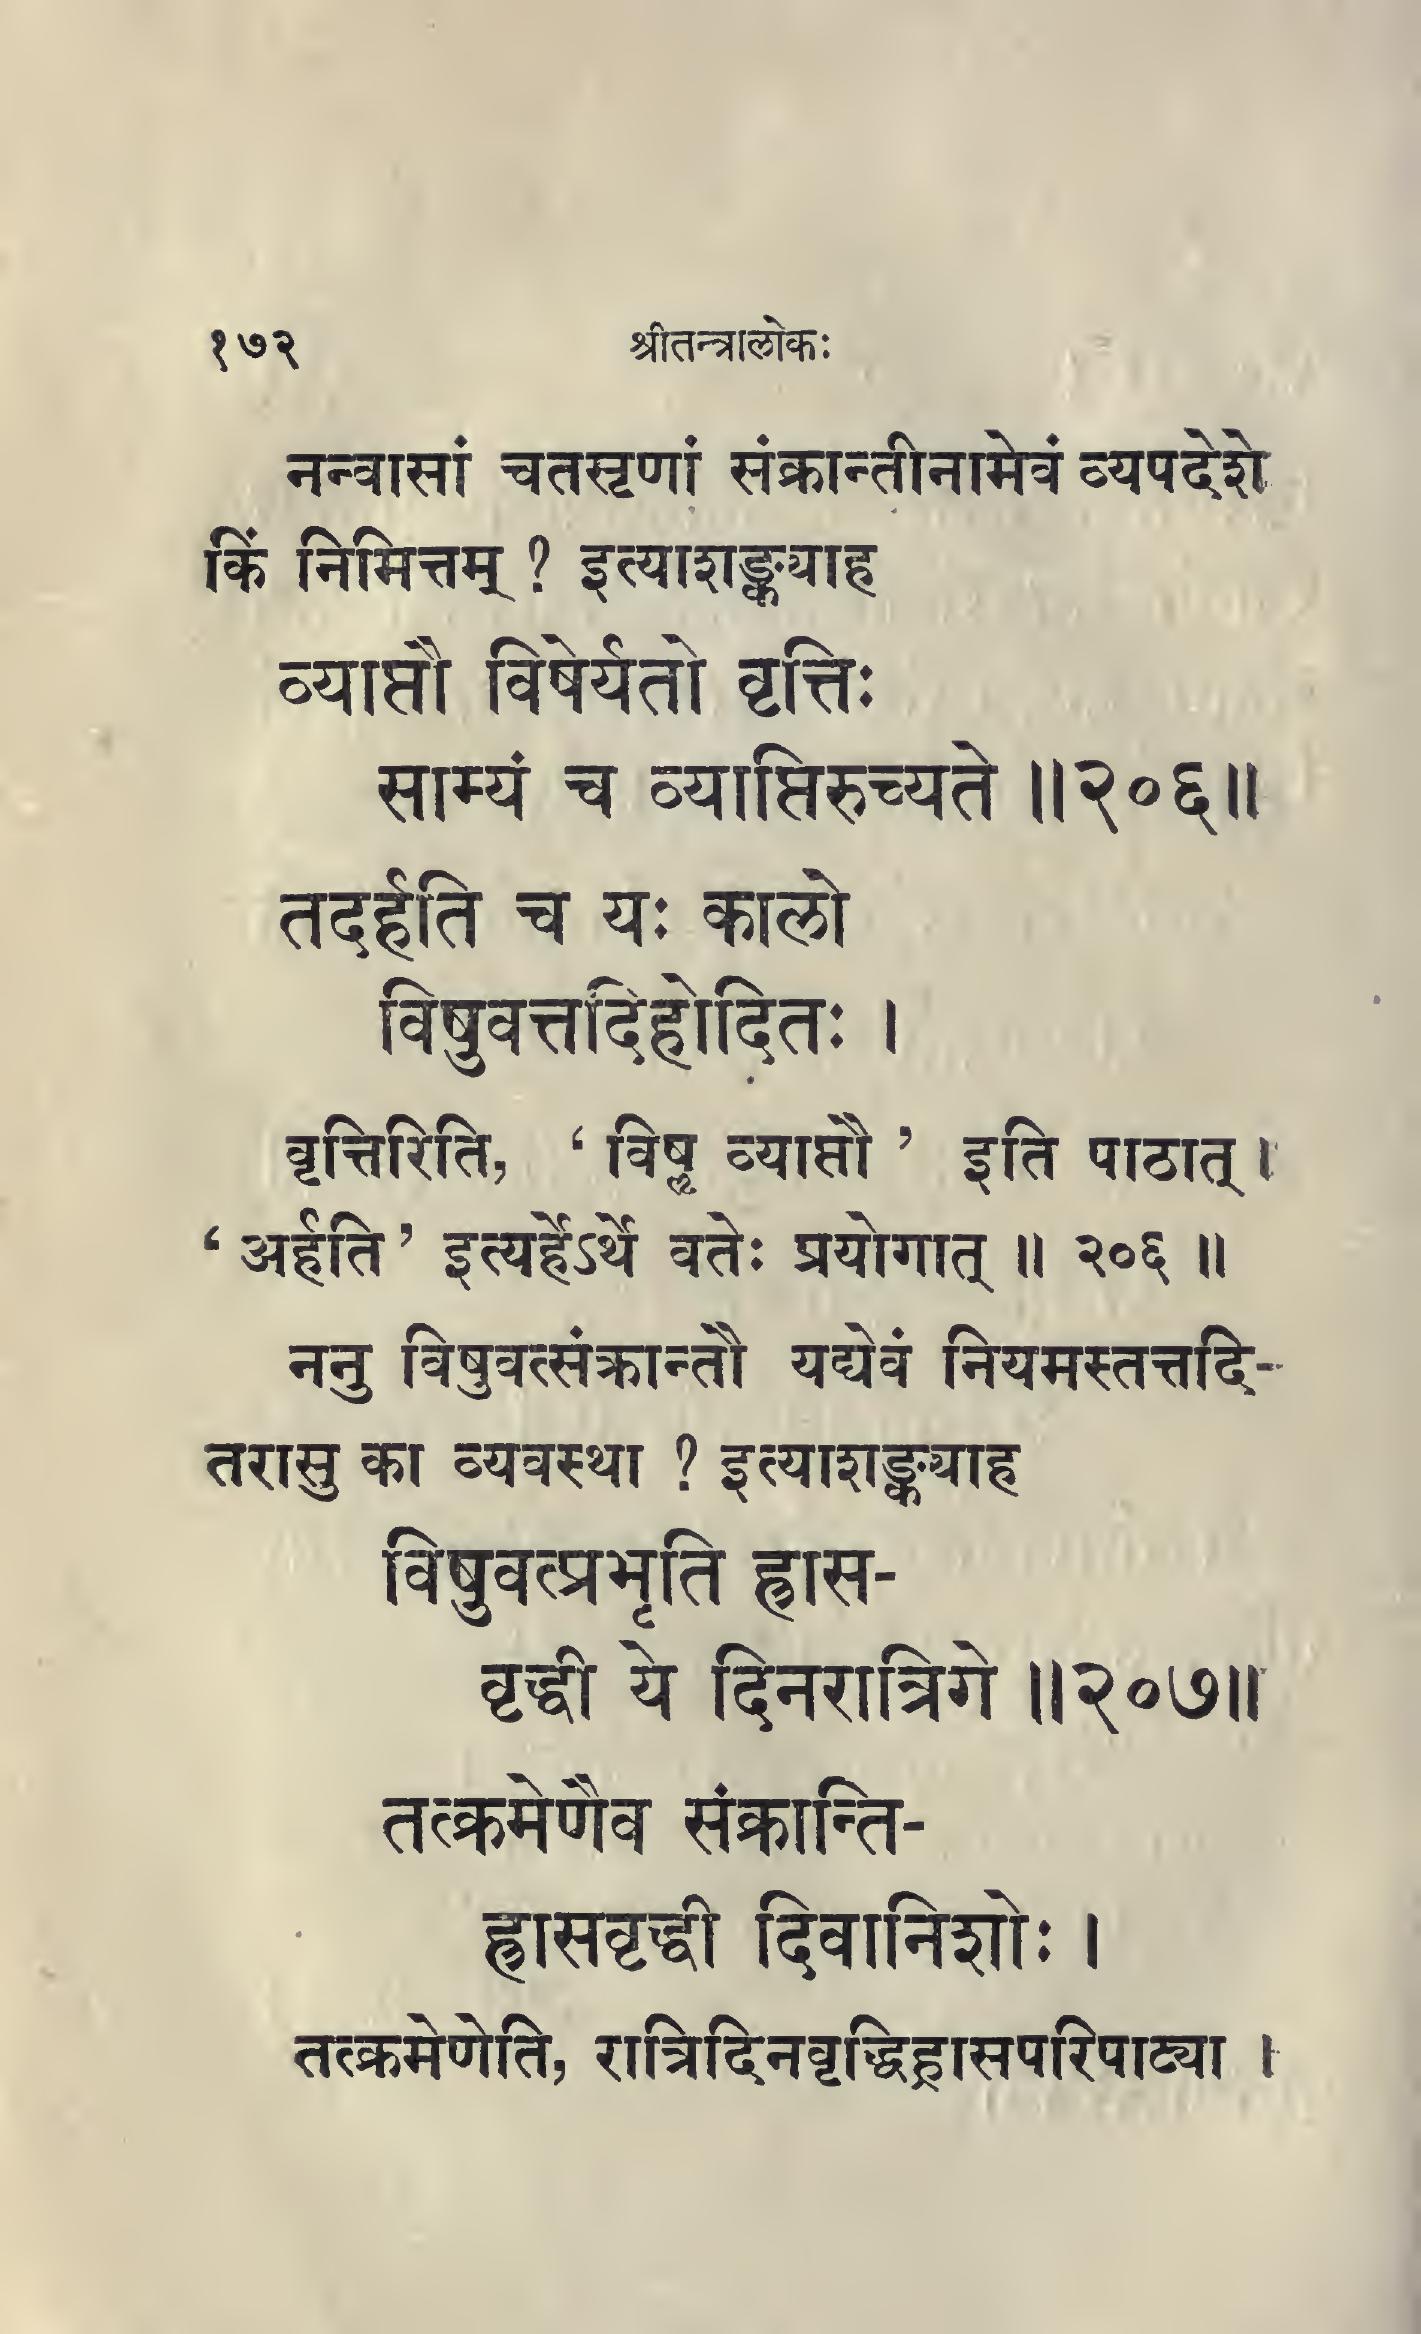 १७२ श्रीतन्त्रालोकः
नन्वासां चतसृणां संक्रान्तीनामेवं व्यपदेशे
किं निमित्तम् ? इत्याशङ्क्याह
व्याप्तौ विषेर्यतो वृत्तिः
साम्यं च व्याप्तिरुच्यते ॥२०६॥
तदर्हति च यः कालो
विषुवत्तदिहोदितः ।
वृत्तिरिति, ‘ विषॢ व्याप्तौ ’ इति पाठात् ।
‘ अर्हति ’ इत्यर्हेऽर्थे वतेः प्रयोगात् ॥ २०६ ॥
ननु विषुवत्संक्रान्तौ यद्येवं नियमस्तत्तदि-
तरासु का व्यवस्था ? इत्याशङ्क्याह
विषुवत्प्रभृति ह्रास-
वृद्धी ये दिनरात्रिगे ॥२०७॥
तत्क्रमेणैव संक्रान्ति-
ह्रासवृद्धी दिवानिशोः ।
तत्क्रमेणेति, रात्रिदिनवृद्धिह्रासपरिपाट्या ।